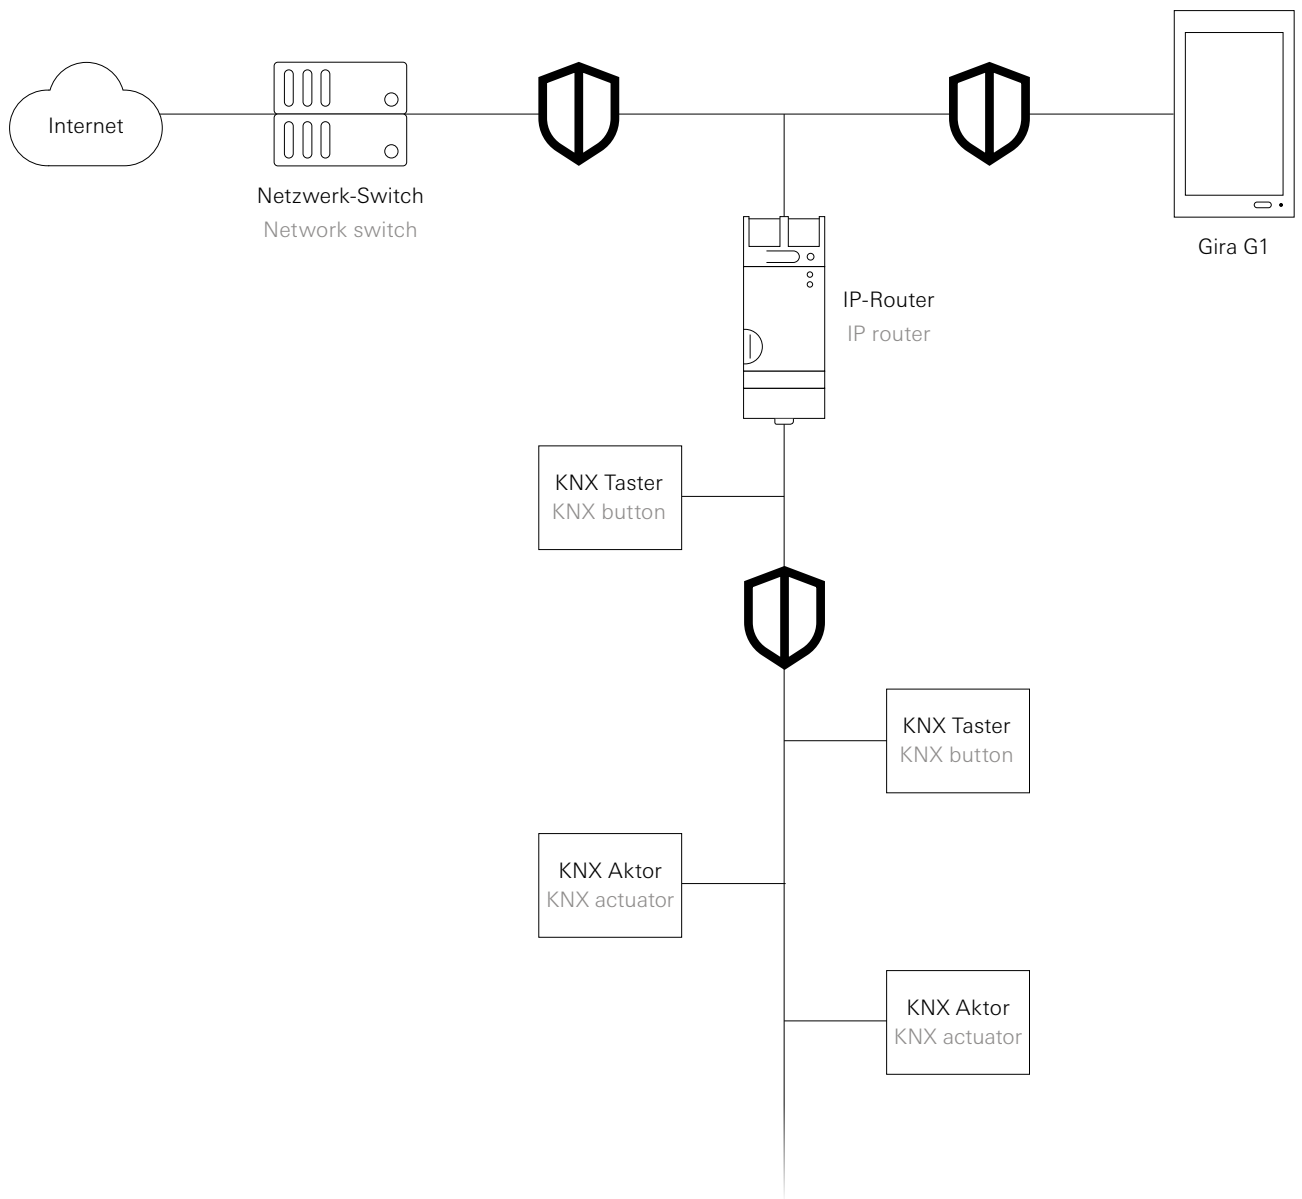 Internet
Netzwerk-Switch
Network switch
Gira G1
IP-Router
IP router
KNX Taster
KNX button
KNX Taster
KNX button
KNX Aktor
KNX actuator
KNX Aktor
KNX actuator